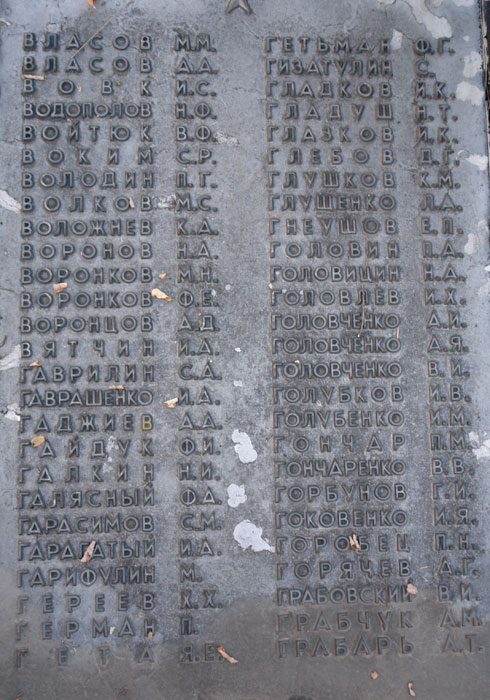 ВЛАСОВ М.М.
ВЛАСОВ А.А.
ВОВК И.С.
ВОДОПОЛОВ Н.Ф.
ВОЙТЮК В.Ф.
ВОКИМ С.Р.
ВОЛОДИН П.Г.
ВОЛКОВ М.С.
ВОЛОЖНЕВ К.А.
ВОРОНОВ Н.А.
ВОРОНКОВ М.Н.
ВОРОНКОВ Ф.Е.
ВОРОНЦОВ А.Д.
ВЯТЧИН И.А.
ГАВРИЛИН С.А.
ГАВРАШЕНКО И.А.
ГАДЖИЕВ А.А.
ГАЙДУК Ф.И.
ГАЛКИН Н.И.
ГАЛЯСНЫЙ Ф.А.
ГАРАСИМОВ С.М.
ГАРАГАТЫЙ И.А.
ГАРИФУЛИН М.
ГЕРЕЕВ Х.Х.
ГЕРМАН П.
ГЕТА Я.Е.
ГЕТЬМАН Ф.Г.
ГИЗАТУЛИН С.
ГЛАДКОВ И.К.
ГЛАДУШ Н.Т.
ГЛАЗКОВ И.К.
ГЛЕБОВ Д.Г.
ГЛУШКОВ К.М.
ГЛУШЕНКО Л.А.
ГНЕУШОВ Е.П.
ГОЛОВИН П.А.
ГОЛОВИЦИН Н.А.
ГОЛОВЛЕВ И.Х.
ГОЛОВЧЕНКО А.И.
ГОЛОВЧЕНКО А.Я.
ГОЛОВЧЕНКО В.И.
ГОЛУБКОВ И.В.
ГОЛУБЕНКО И.М.
ГОНЧАР П.М.
ГОНЧАРЕНКО В.В.
ГОРБУНОВ Г.И.
ГОКОВЕНКО И.Я.
ГОРОБЕЦ П.Н.
ГОРЯЧЕВ А.Г.
ГРАБОВСКИЙ В.И.
ГРАБЧУК А.М.
ГРАБАРЬ А.Т.